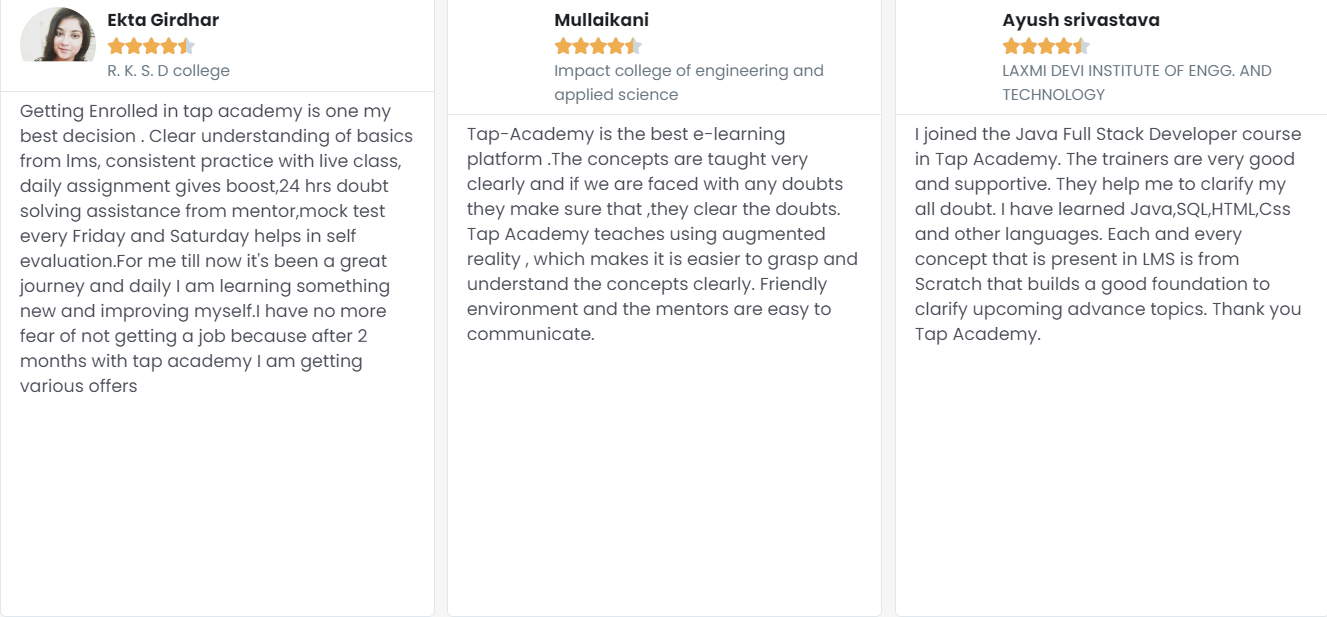 Ekta Girdhar
R. K. S. D college
Getting Enrolled in tap academy is one my
best decision . Clear understanding of basics
from lms, consistent practice with live class,
daily assignment gives boost,24 hrs doubt
solving assistance from mentor,mock test
every Friday and Saturday helps in self
evaluation.For me till now it's been a great
journey and daily I am learning something
new and improving myself.I have no more
fear of not getting a job because after 2
months with tap academy I am getting
various offers
Mullaikani
Impact college of engineering and
applied science
Tap-Academy is the best e-learning
platform .The concepts are taught very
clearly and if we are faced with any doubts
they make sure that ,they clear the doubts.
Tap Academy teaches using augmented
reality , which makes it is easier to grasp and
understand the concepts clearly. Friendly
environment and the mentors are easy to
communicate.
Ayush srivastava
LAXMI DEVI INSTITUTE OF ENGG. AND
TECHNOLOGY
I joined the Java Full Stack Developer course
in Tap Academy. The trainers are very good
and supportive. They help me to clarify my
all doubt. I have learned Java,SQL,HTML,Css
and other languages. Each and every
concept that is present in LMS is from
Scratch that builds a good foundation to
clarify upcoming advance topics. Thank you
Tap Academy.